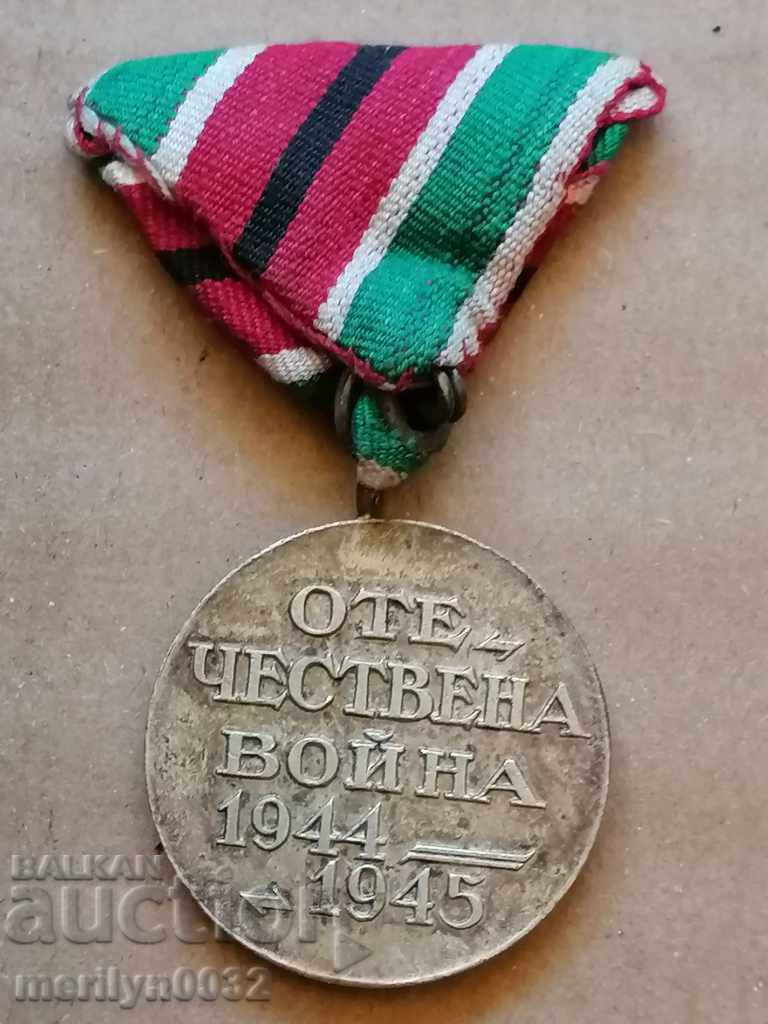 ОТЕ-
ЧЕСТВЕНА
ВОЙНА
1944
1945
BALKAN
auction
merilyn0032